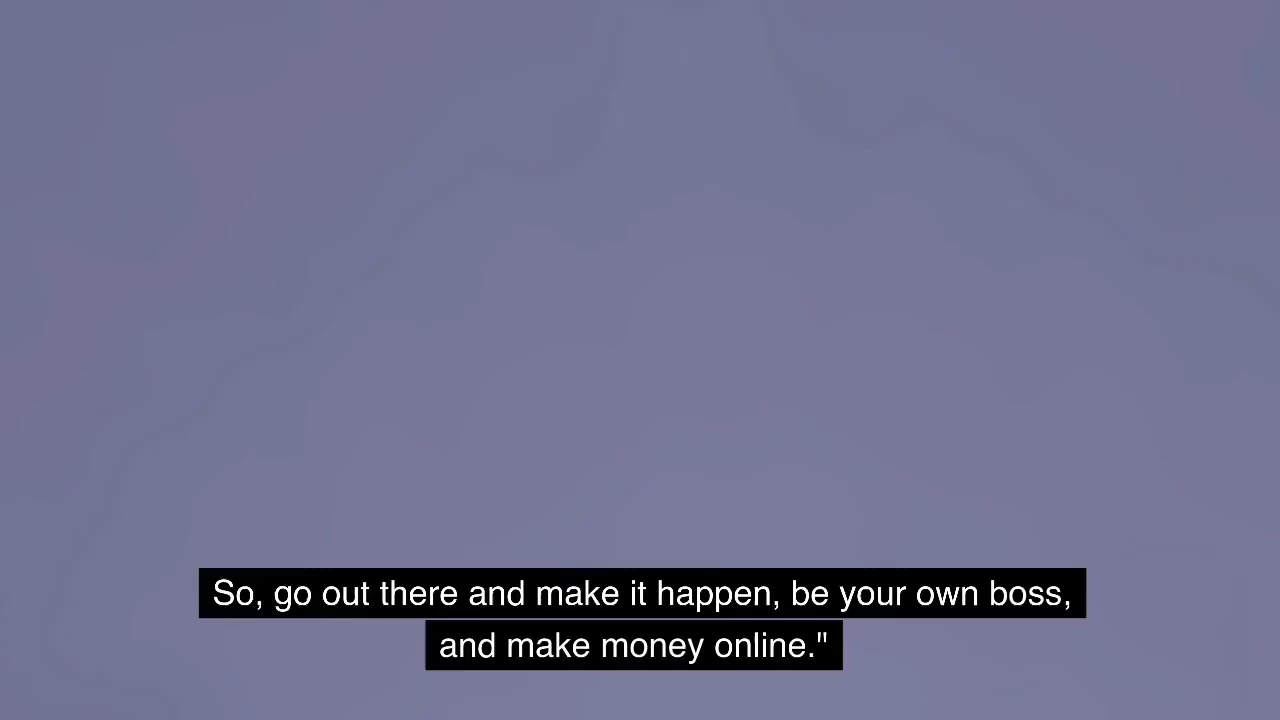 So, go out there and make it happen, be your own boss,
and make money online."